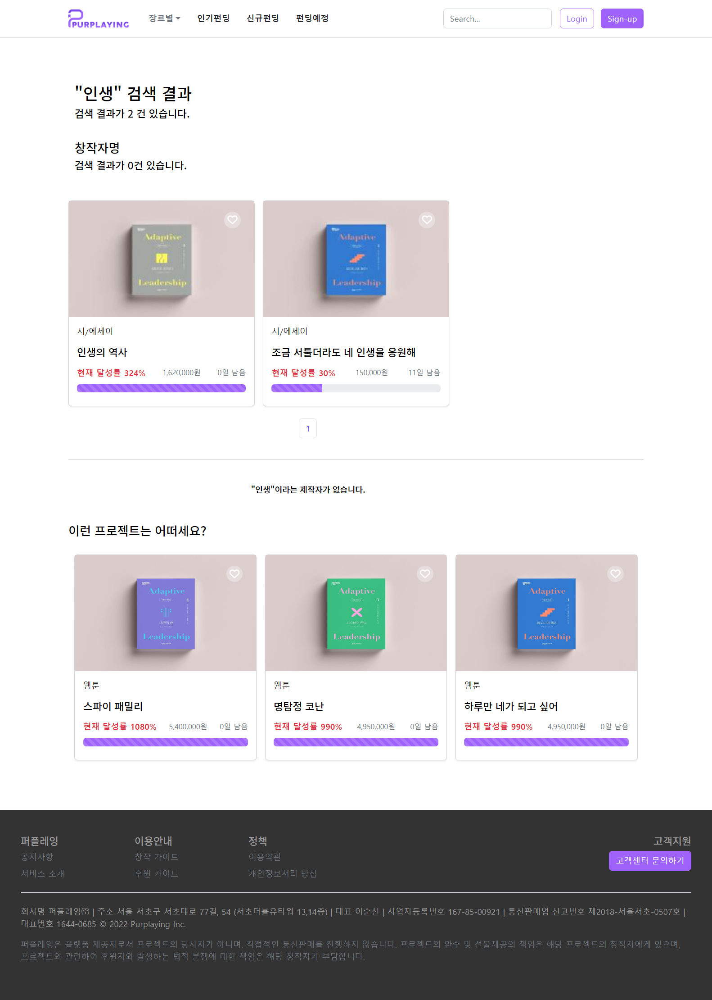 PURPLAYING 장르별 인기펀딩 신규펀딩 펀딩예정 Search... Login Sign-up
"인생" 검색 결과
검색 결과가 2 건 있습니다.
창작자명
검색 결과가 0건 있습니다.
Adaptive
2
Leadership
시/에세이
인생의 역사
현재 달성률 324% 1,620,000원 0일 남음
Adaptive
Leadership
시/에세이
조금 서툴더라도 네 인생을 응원해
현재 달성률 30% 150,000원 11일 남음
1
"인생"이라는 제작자가 없습니다.
이런 프로젝트는 어떠세요?
Adaptive
4
내면의 현
Leadership
웹툰
스파이 패밀리
현재 달성률 1080% 5,400,000원 0일 남음
Adaptive
3
시스템의 온도
Leadership
웹툰
명탐정 코난
현재 달성률 990% 4,950,000원 0일 남음
Adaptive
1
발코니에 올라
Leadership
웹툰
하루만 네가 되고 싶어
현재 달성률 990% 4,950,000원 0일 남음
퍼플레잉 이용안내 정책 고객지원
공지사항 창작 가이드 이용약관 고객센터 문의하기
서비스 소개 후원 가이드 개인정보처리 방침
회사명 퍼플레잉㈜ | 주소 서울 서초구 서초대로 77길, 54 (서초더블유타워 13,14층) | 대표 이순신 | 사업자등록번호 167-85-00921 | 통신판매업 신고번호 제2018-서울서초-0507호 |
대표번호 1644-0685 © 2022 Purplaying Inc.
퍼플레잉은 플랫폼 제공자로서 프로젝트의 당사자가 아니며, 직접적인 통신판매를 진행하지 않습니다. 프로젝트의 완수 및 선물제공의 책임은 해당 프로젝트의 창작자에게 있으며,
프로젝트와 관련하여 후원자와 발생하는 법적 분쟁에 대한 책임은 해당 창작자가 부담합니다.